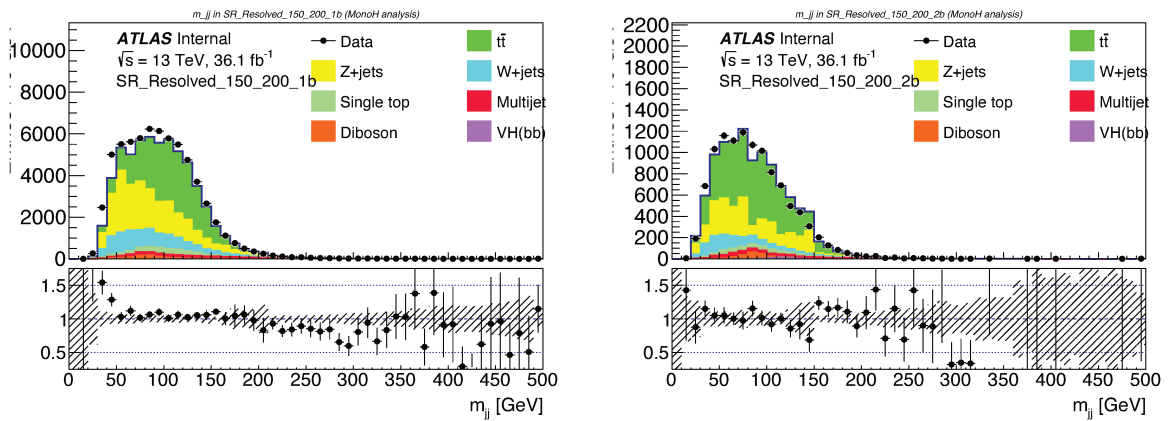 m_jj in SR_Resolved_150_200_1b (MonoH analysis)
ATLAS Internal
√s = 13 TeV, 36.1 fb⁻¹
SR_Resolved_150_200_1b
Data
tt̄
Z+jets
W+jets
Single top
Multijet
Diboson
VH(bb)
10000
8000
6000
4000
2000
0
1.5
1
0.5
0 50 100 150 200 250 300 350 400 450 500
m_jj [GeV]
m_jj in SR_Resolved_150_200_2b (MonoH analysis)
ATLAS Internal
√s = 13 TeV, 36.1 fb⁻¹
SR_Resolved_150_200_2b
Data
tt̄
Z+jets
W+jets
Single top
Multijet
Diboson
VH(bb)
2200
2000
1800
1600
1400
1200
1000
800
600
400
200
0
1.5
1
0.5
0 50 100 150 200 250 300 350 400 450 500
m_jj [GeV]